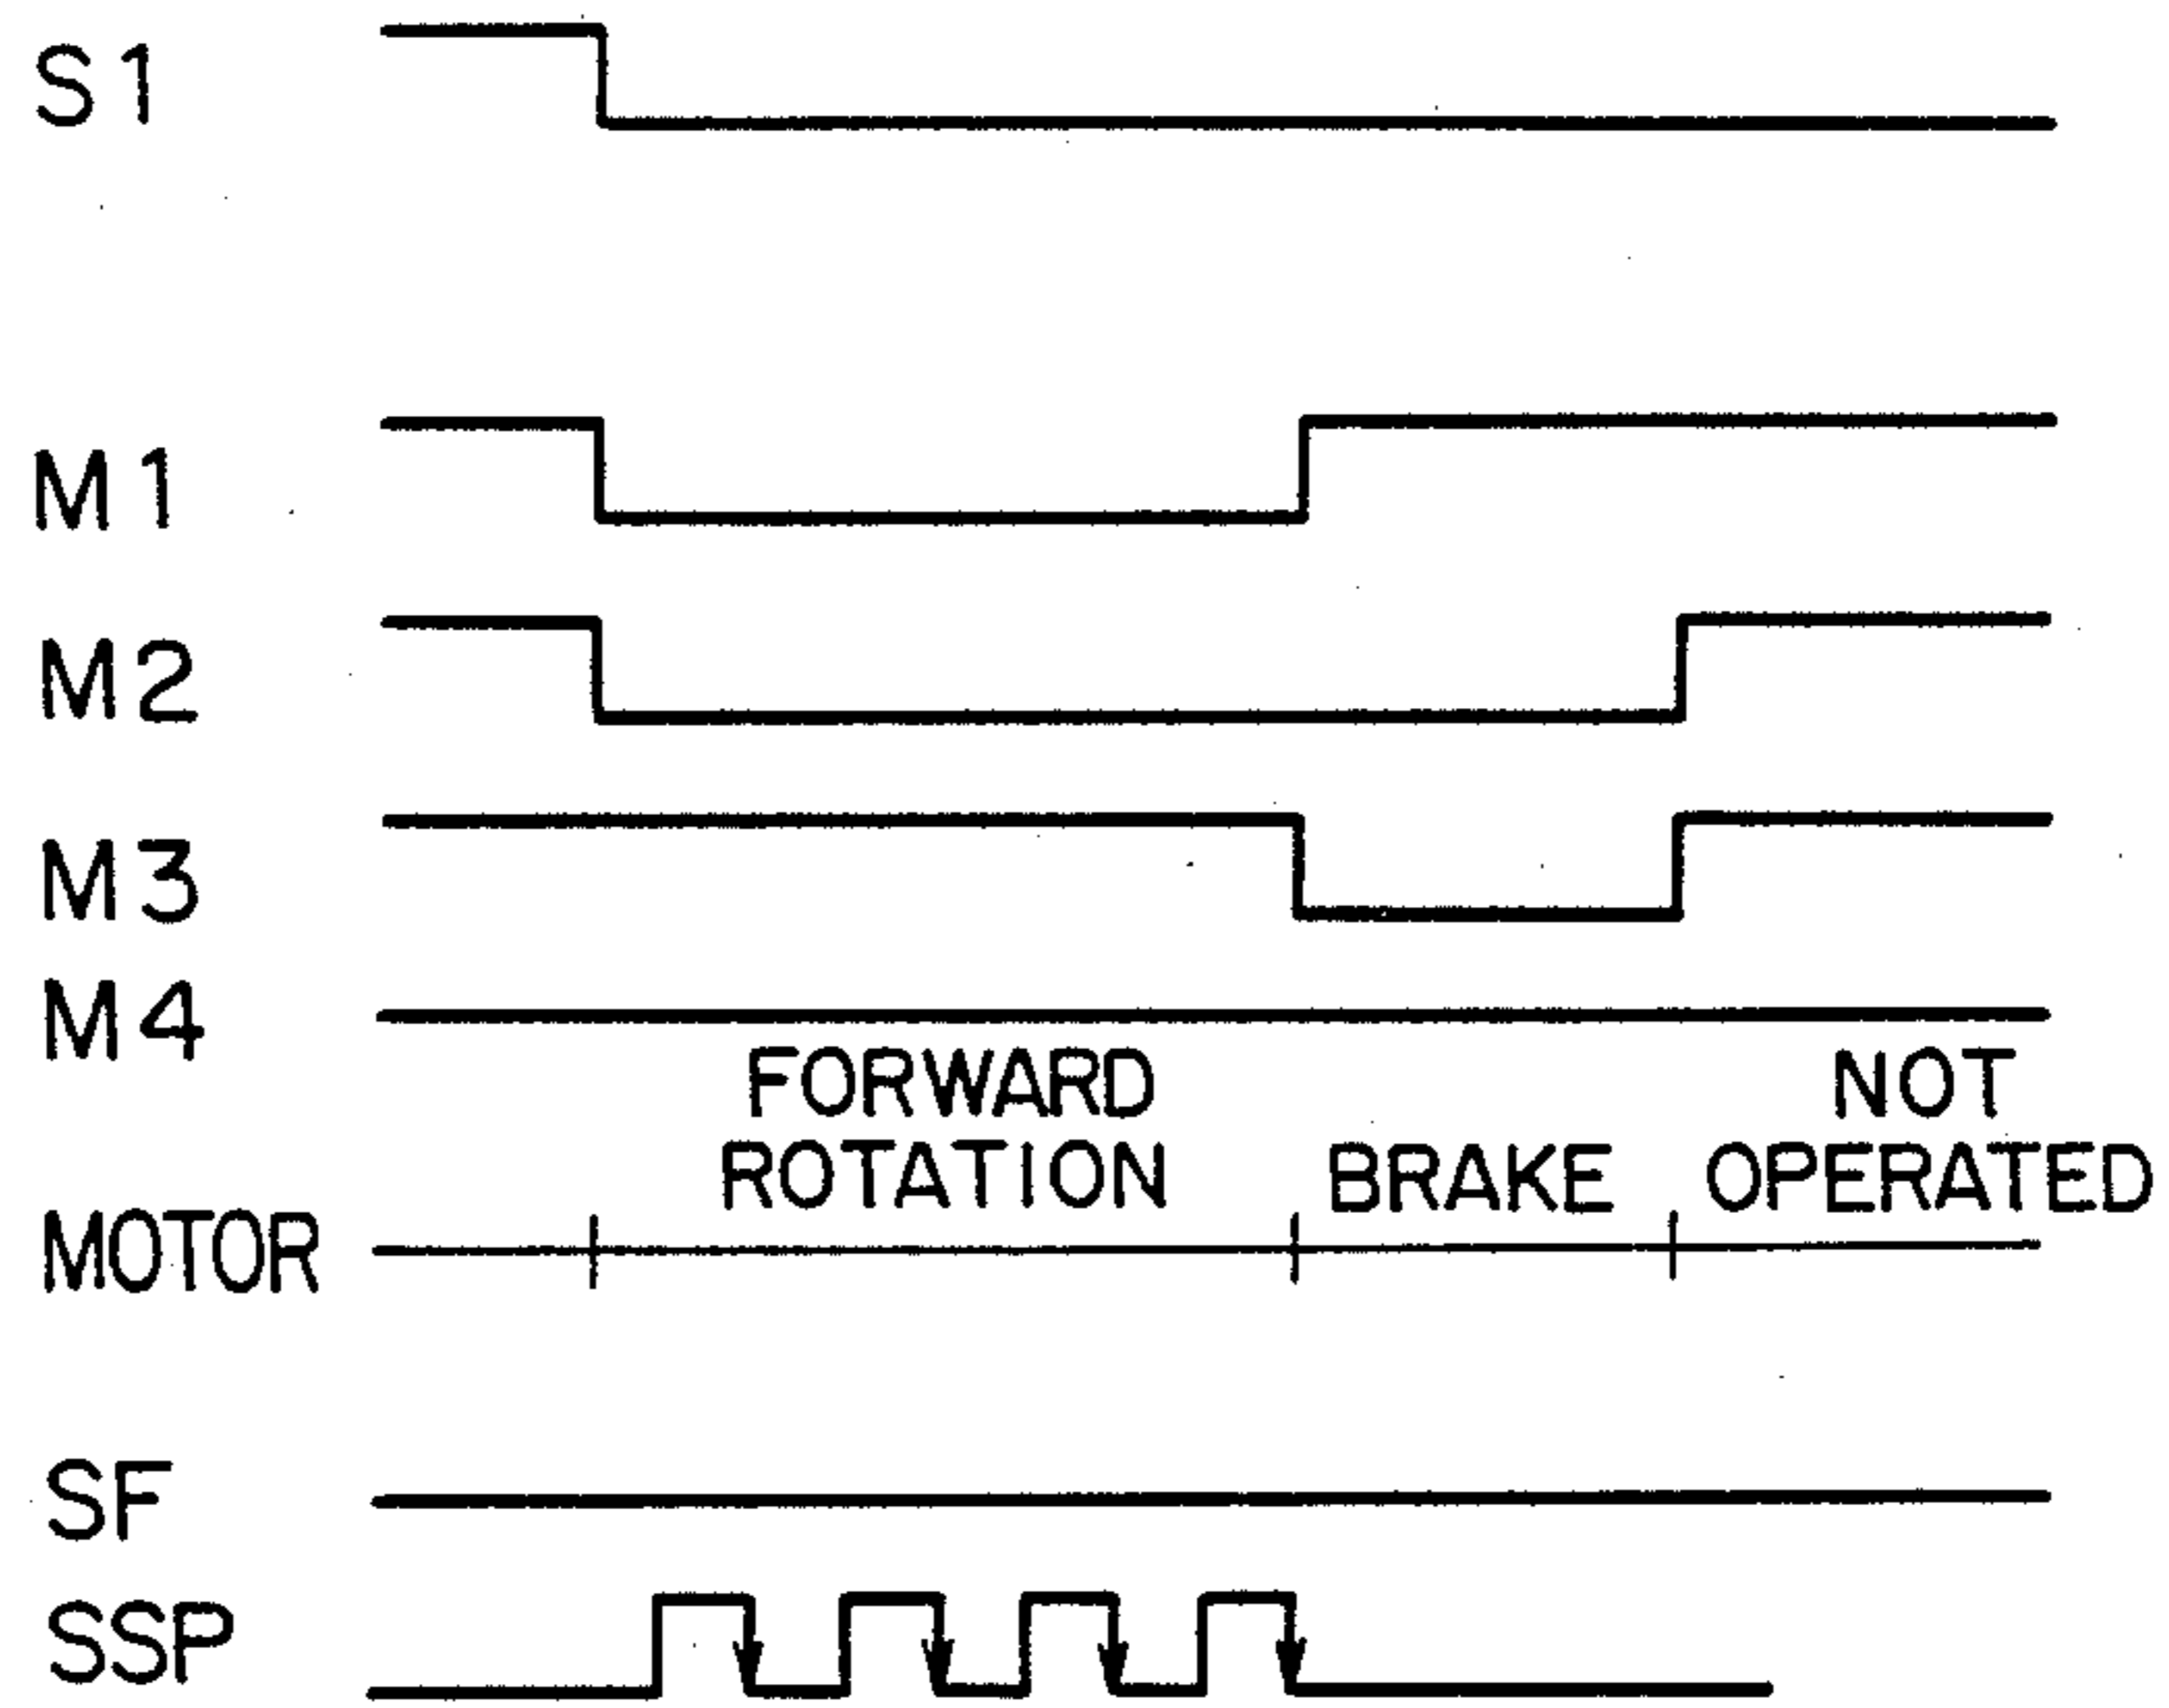 S1
M1
M2
M3
M4
FORWARD
ROTATION
BRAKE
NOT
OPERATED
MOTOR
SF
SSP